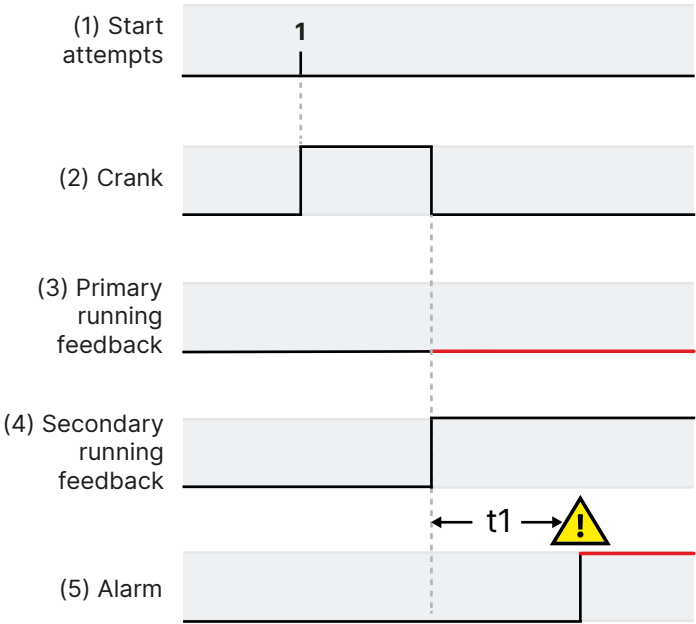 (1) Start
attempts
1
(2) Crank
(3) Primary
running
feedback
(4) Secondary
running
feedback
t1
!
(5) Alarm